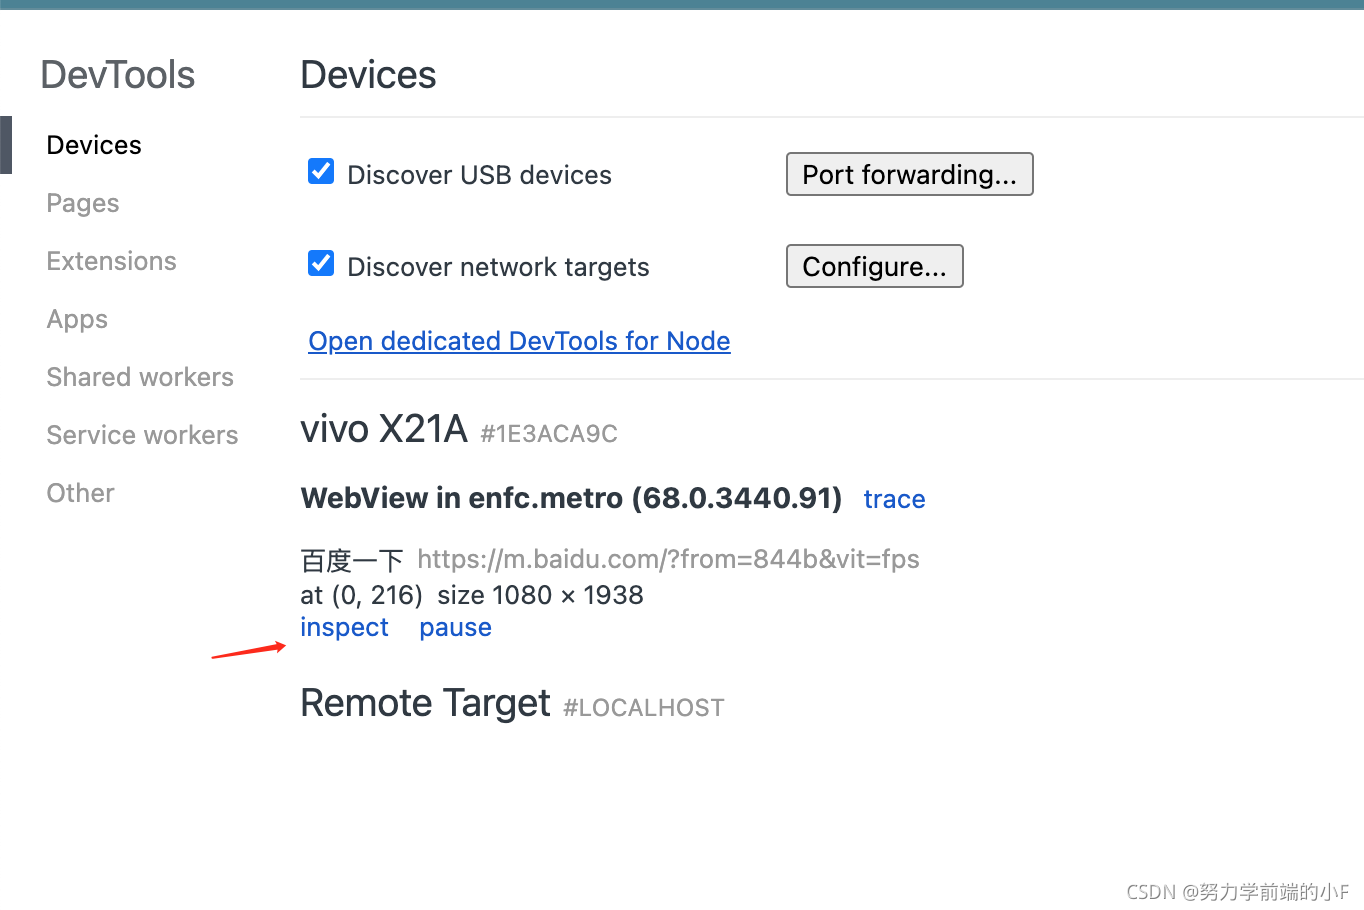 DevTools
Devices
Pages
Extensions
Apps
Shared workers
Service workers
Other
Devices
Discover USB devices
Port forwarding...
Discover network targets
Configure...
Open dedicated DevTools for Node
vivo X21A #1E3ACA9C
WebView in enfc.metro (68.0.3440.91) trace
百度一下 https://m.baidu.com/?from=844b&vit=fps
at (0, 216) size 1080 × 1938
inspect pause
Remote Target #LOCALHOST
CSDN @努力学前端的小F